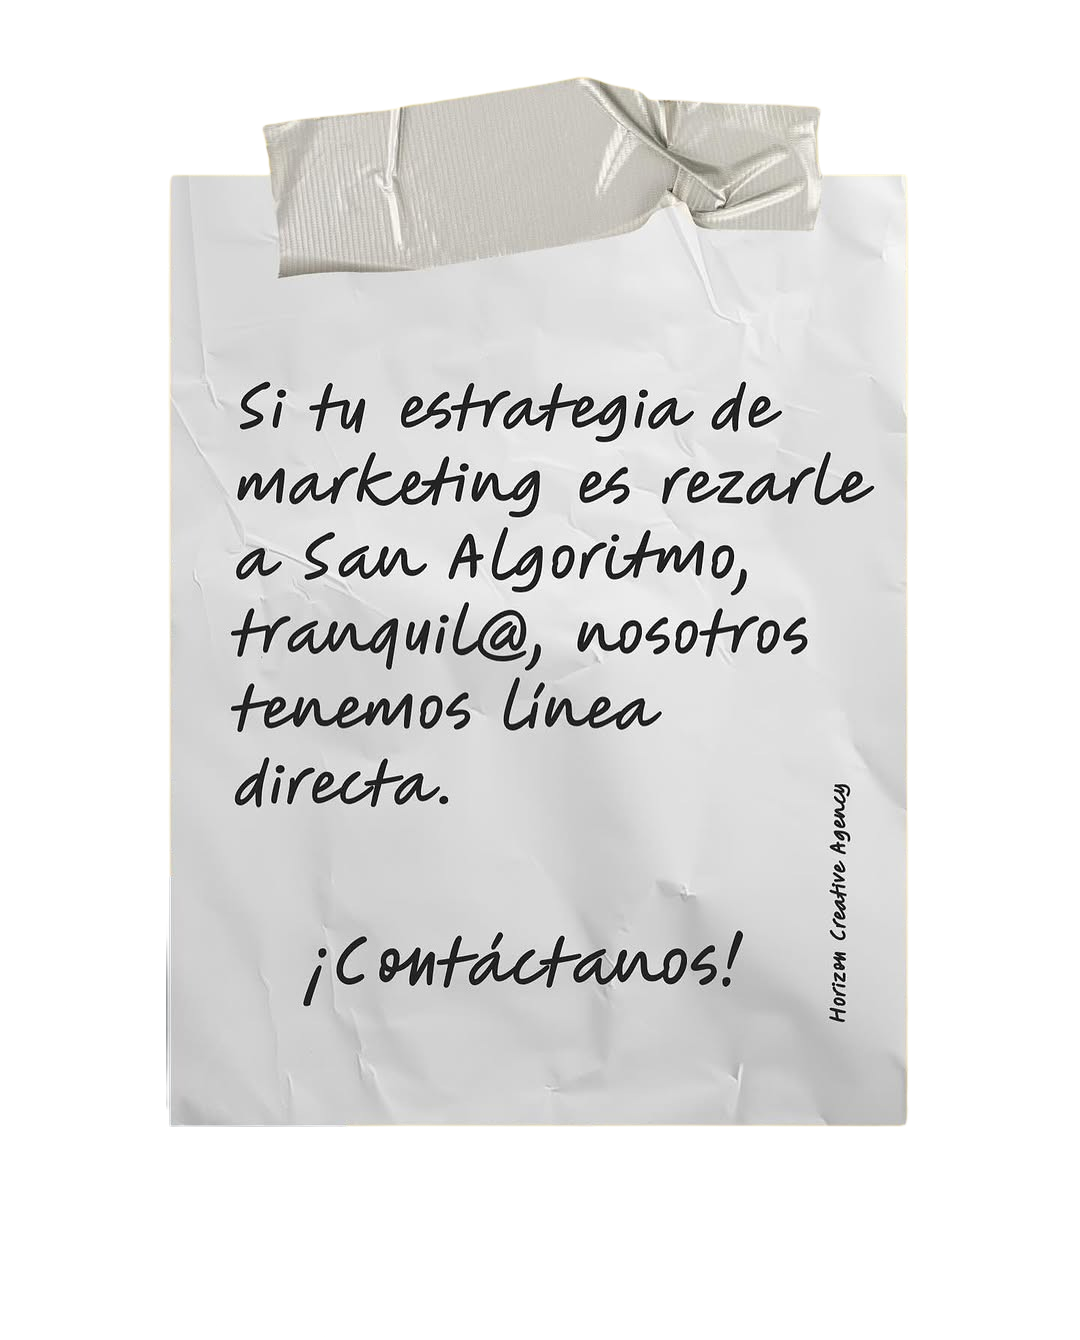 Si tu estrategia de
marketing es rezarle
a San Algoritmo,
tranquil@, nosotros
tenemos línea
directa.
¡Contáctanos!
Horizon Creative Agency